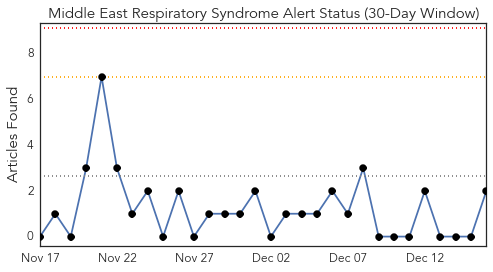 Middle East Respiratory Syndrome Alert Status (30-Day Window)
Articles Found
8
6
4
2
0
Nov 17 Nov 22 Nov 27 Dec 02 Dec 07 Dec 12